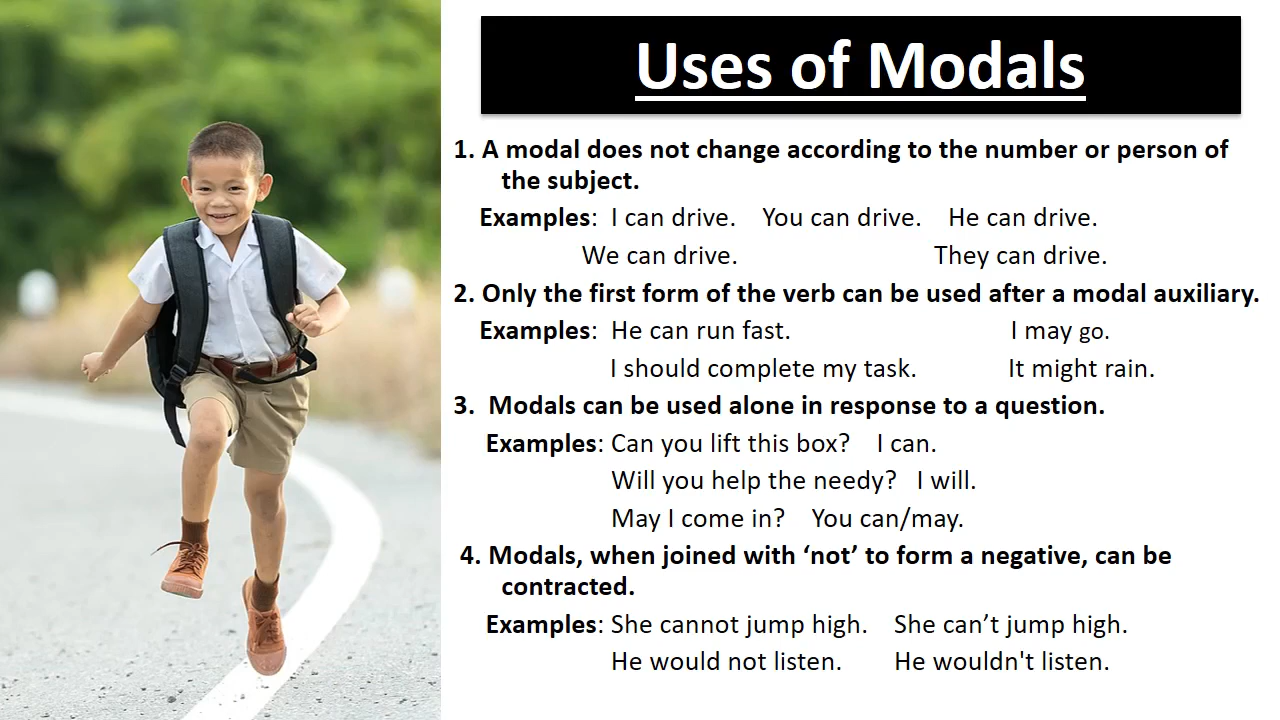 Uses of Modals
1. A modal does not change according to the number or person of
the subject.
Examples: I can drive. You can drive. He can drive.
We can drive. They can drive.
2. Only the first form of the verb can be used after a modal auxiliary.
Examples: He can run fast. I may go.
I should complete my task. It might rain.
3. Modals can be used alone in response to a question.
Examples: Can you lift this box? I can.
Will you help the needy? I will.
May I come in? You can/may.
4. Modals, when joined with ‘not’ to form a negative, can be
contracted.
Examples: She cannot jump high. She can’t jump high.
He would not listen. He wouldn't listen.